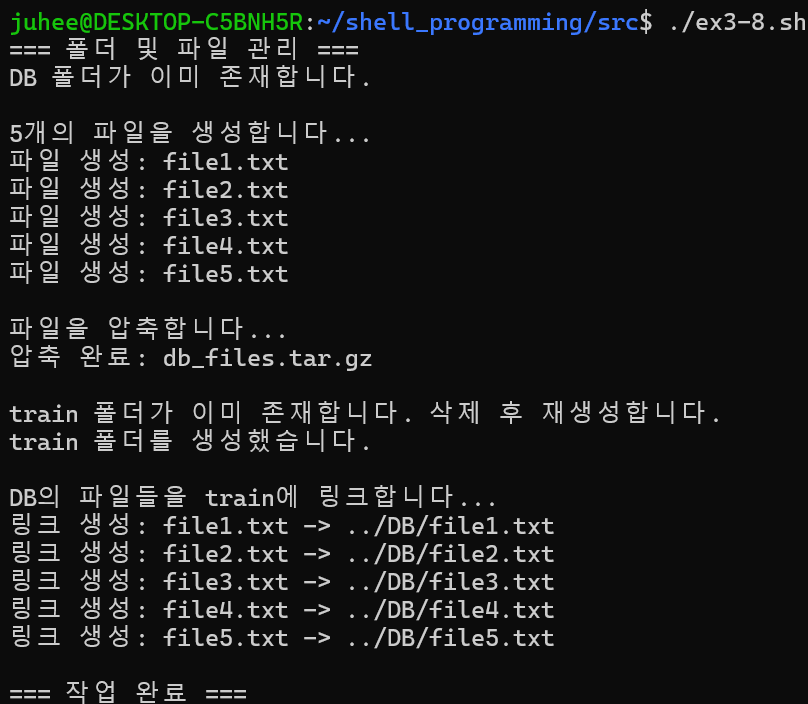 juhee@DESKTOP-C5BNH5R:~/shell_programming/src$ ./ex3-8.sh
=== 폴더 및 파일 관리 ===
DB 폴더가 이미 존재합니다.
5개의 파일을 생성합니다...
파일 생성: file1.txt
파일 생성: file2.txt
파일 생성: file3.txt
파일 생성: file4.txt
파일 생성: file5.txt
파일을 압축합니다...
압축 완료: db_files.tar.gz
train 폴더가 이미 존재합니다. 삭제 후 재생성합니다.
train 폴더를 생성했습니다.
DB의 파일들을 train에 링크합니다...
링크 생성: file1.txt -> ../DB/file1.txt
링크 생성: file2.txt -> ../DB/file2.txt
링크 생성: file3.txt -> ../DB/file3.txt
링크 생성: file4.txt -> ../DB/file4.txt
링크 생성: file5.txt -> ../DB/file5.txt
=== 작업 완료 ===